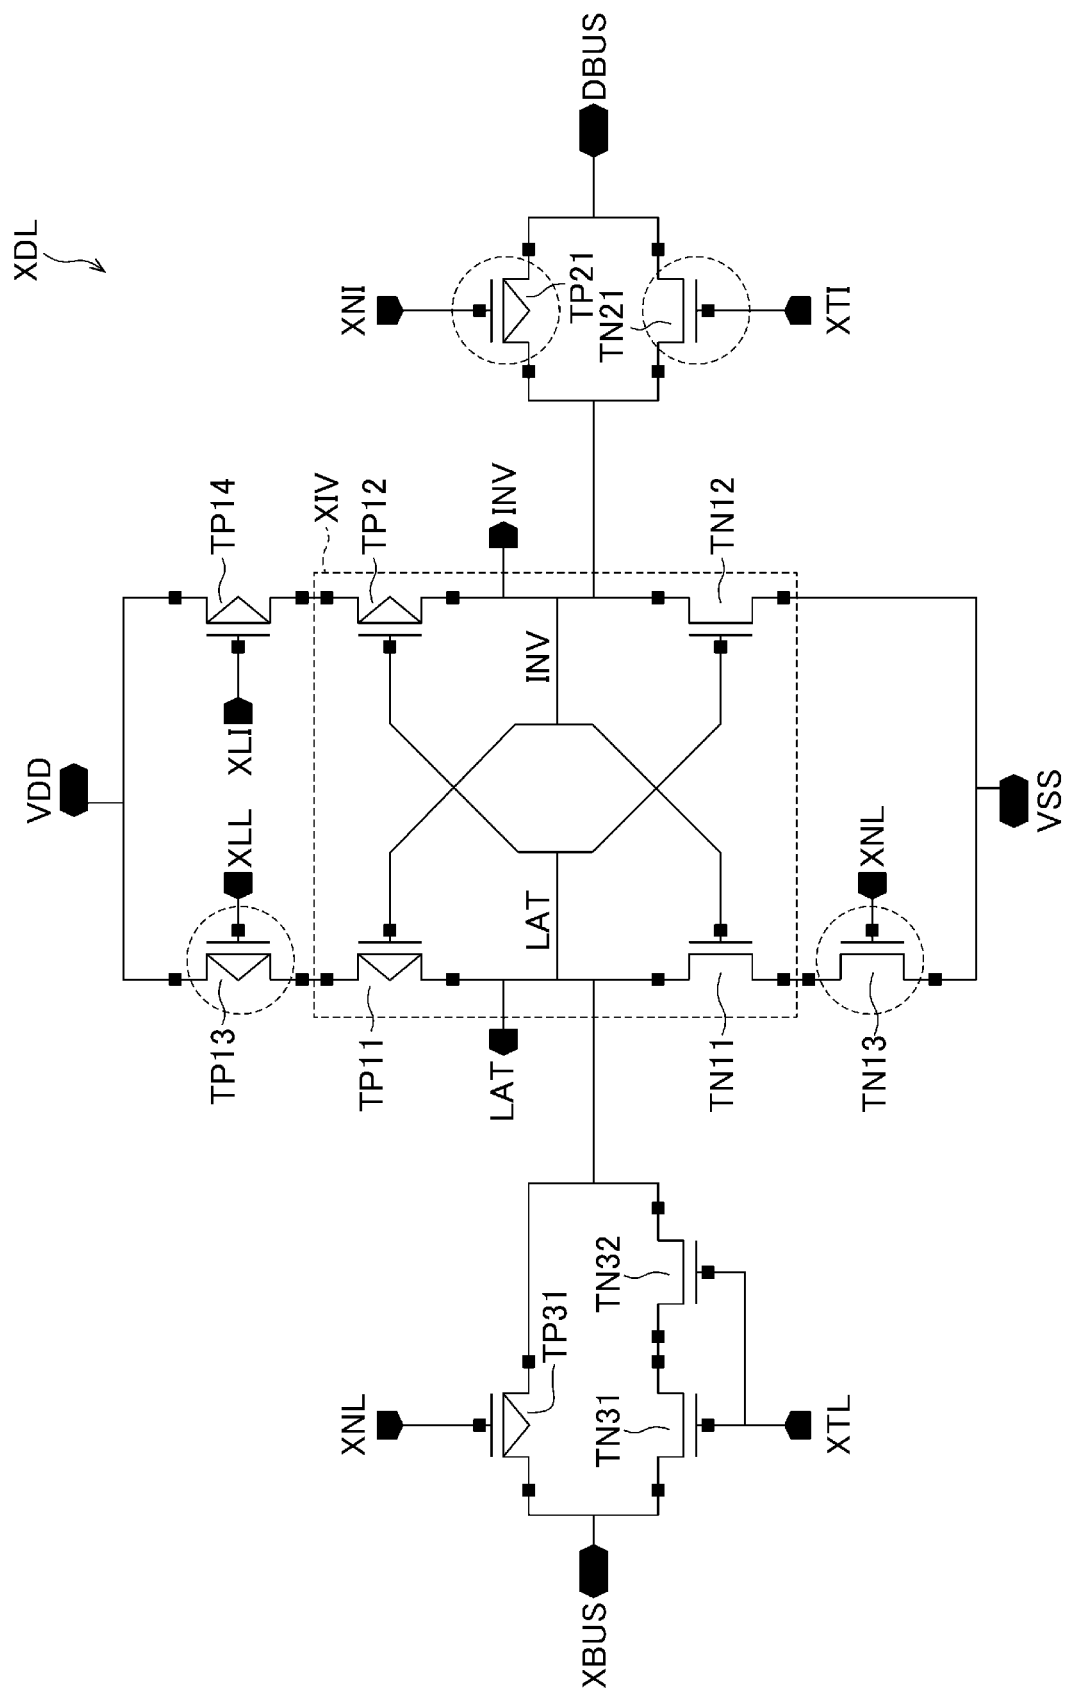 XDL
VDD
TP13
XLL
XLI
TP14
XIV
XNL
XNI
TP11
TP12
LAT
INV
LAT
INV
TP31
TP21
XBUS
DBUS
TN31
TN32
TN21
TN11
TN12
XTL
XTI
TN13
XNL
VSS